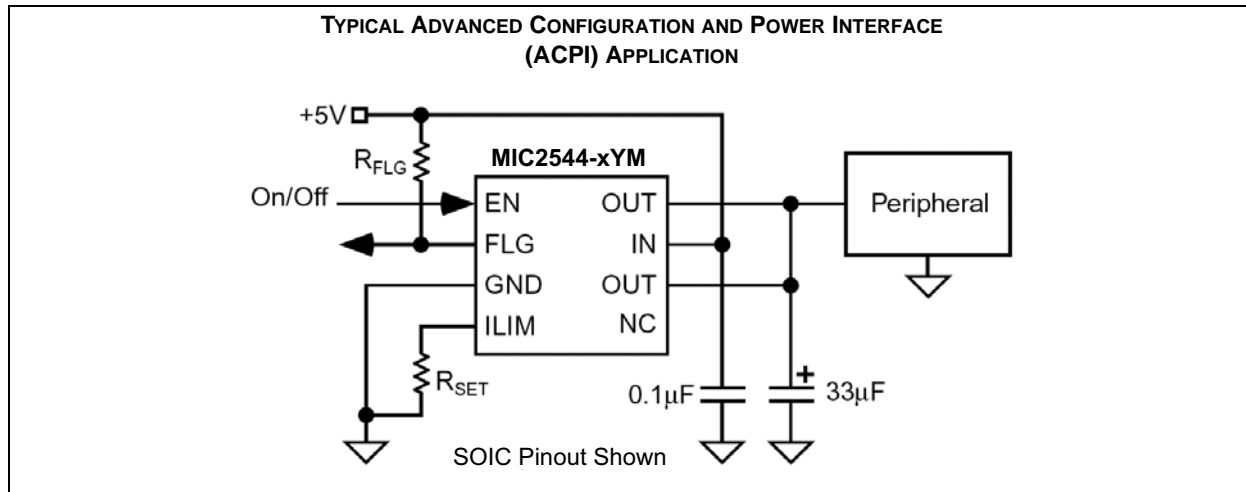 TYPICAL ADVANCED CONFIGURATION AND POWER INTERFACE
(ACPI) APPLICATION
+5V
RFLG
MIC2544-xYM
On/Off
EN
OUT
FLG
IN
GND
OUT
ILIM
NC
Peripheral
RSET
0.1μF
+
33μF
SOIC Pinout Shown